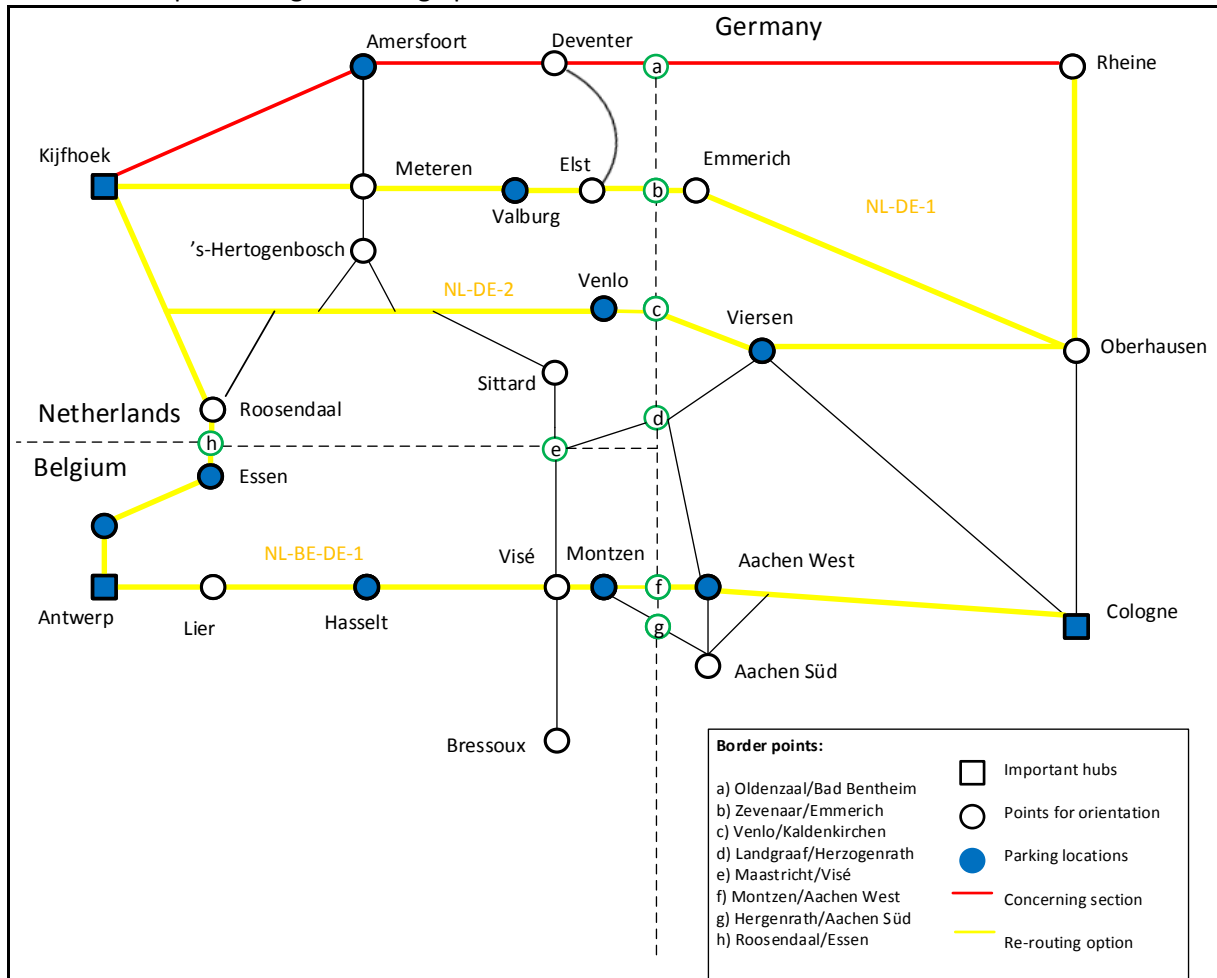 Germany
Amersfoort
Deventer
a
Rheine
Kijfhoek
Meteren
Elst
Emmerich
b
Valburg
NL-DE-1
's-Hertogenbosch
Venlo
NL-DE-2
c
Viersen
Oberhausen
Sittard
Netherlands
Roosendaal
d
h
e
Belgium
Essen
NL-BE-DE-1
Visé
Montzen
Aachen West
f
Antwerp
Lier
Hasselt
Cologne
g
Aachen Süd
Bressoux
Border points:
a) Oldenzaal/Bad Bentheim
b) Zevenaar/Emmerich
c) Venlo/Kaldenkirchen
d) Landgraaf/Herzogenrath
e) Maastricht/Visé
f) Montzen/Aachen West
g) Hergenrath/Aachen Süd
h) Roosendaal/Essen
Important hubs
Points for orientation
Parking locations
Concerning section
Re-routing option